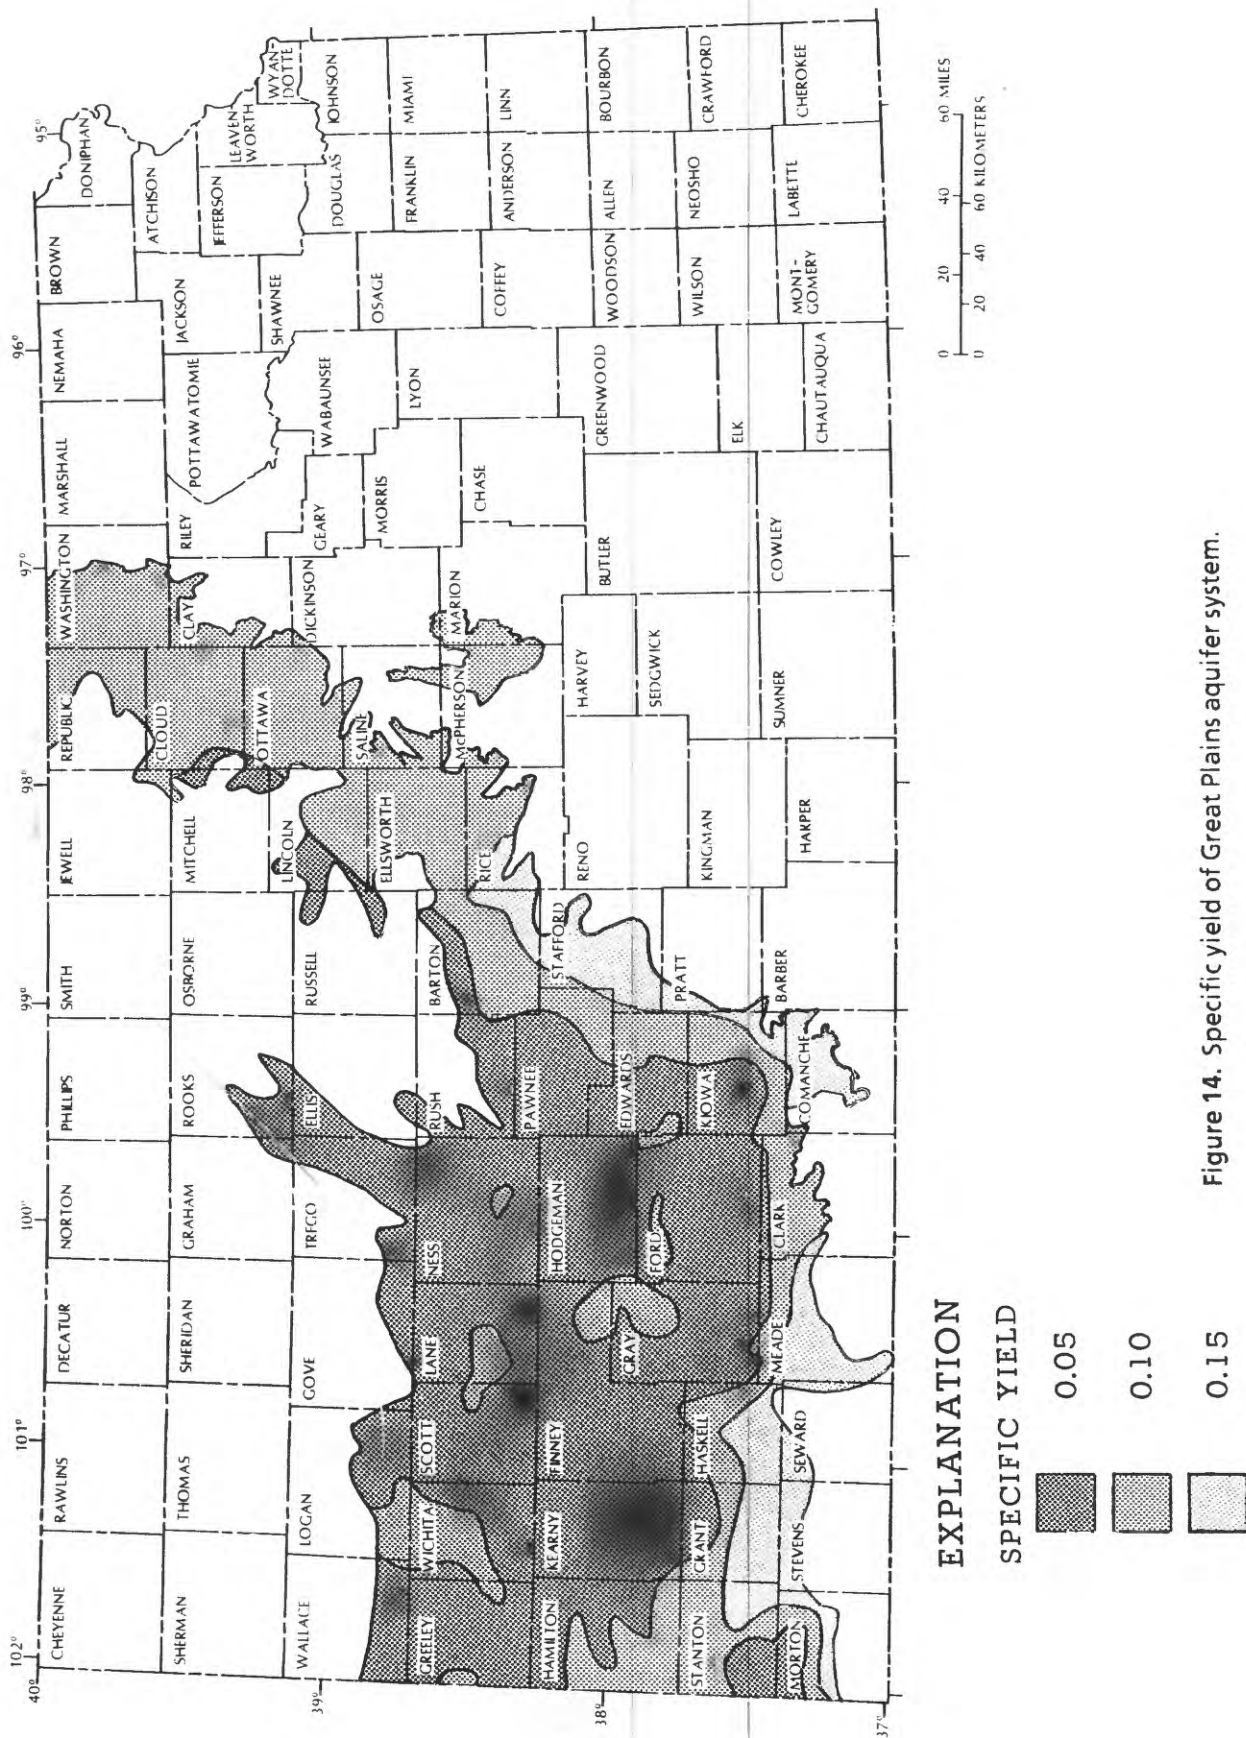 102°
101°
100°
99°
98°
97°
96°
95°
40°
39°
38°
37°
CHEYENNE
RAWLINS
DECATUR
NORTON
PHILLIPS
SMITH
JEWELL
REPUBLIC
WASHINGTON
MARSHALL
NEMAHA
BROWN
DONIPHAN
SHERMAN
THOMAS
SHERIDAN
GRAHAM
ROOKS
OSBORNE
MITCHELL
CLOUD
CLAY
RILEY
POTTAWATOMIE
JACKSON
ATCHISON
JEFFERSON
LEAVEN
WORTH
WYAN
DOTTE
WALLACE
LOGAN
GOVE
TREGO
ELLIS
RUSSELL
LINCOLN
OTTAWA
SALINE
DICKINSON
GEARY
WABAUNSEE
SHAWNEE
DOUGLAS
JOHNSON
GREELEY
WICHITA
SCOTT
LANE
NESS
RUSH
BARTON
ELLSWORTH
RICE
McPHERSON
MARION
MORRIS
CHASE
LYON
OSAGE
COFFEY
FRANKLIN
ANDERSON
MIAMI
LINN
HAMILTON
KEARNY
FINNEY
HODGEMAN
PAWNEE
STAFFORD
RENO
HARVEY
BUTLER
GREENWOOD
WOODSON
ALLEN
BOURBON
STANTON
GRANT
HASKELL
GRAY
FORD
EDWARDS
KIOWA
PRATT
KINGMAN
SEDGWICK
ELK
WILSON
NEOSHO
CRAWFORD
MORTON
STEVENS
SEWARD
MEADE
CLARK
COMANCHE
BARBER
HARPER
SUMNER
COWLEY
CHAUTAUQUA
MONT-
GOMERY
LABETTE
CHEROKEE
0 20 40 60 MILES
0 20 40 60 KILOMETERS
EXPLANATION
SPECIFIC YIELD
0.05
0.10
0.15
Figure 14. Specific yield of Great Plains aquifer system.